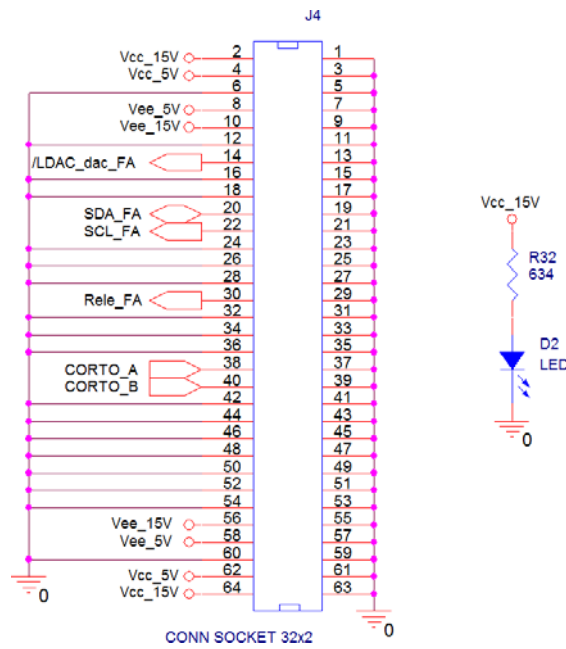 J4
Vcc_15V 2 1
Vcc_5V 4 3
6 5
Vee_5V 8 7
Vee_15V 10 9
12 11
/LDAC_dac_FA 14 13
16 15
18 17
SDA_FA 20 19
SCL_FA 22 21
24 23
26 25
28 27
Rele_FA 30 29
32 31
34 33
36 35
CORTO_A 38 37
CORTO_B 40 39
42 41
44 43
46 45
48 47
50 49
52 51
54 53
Vee_15V 56 55
Vee_5V 58 57
60 59
Vcc_5V 62 61
Vcc_15V 64 63
0
0
CONN SOCKET 32x2
Vcc_15V
R32
634
D2
LED
0